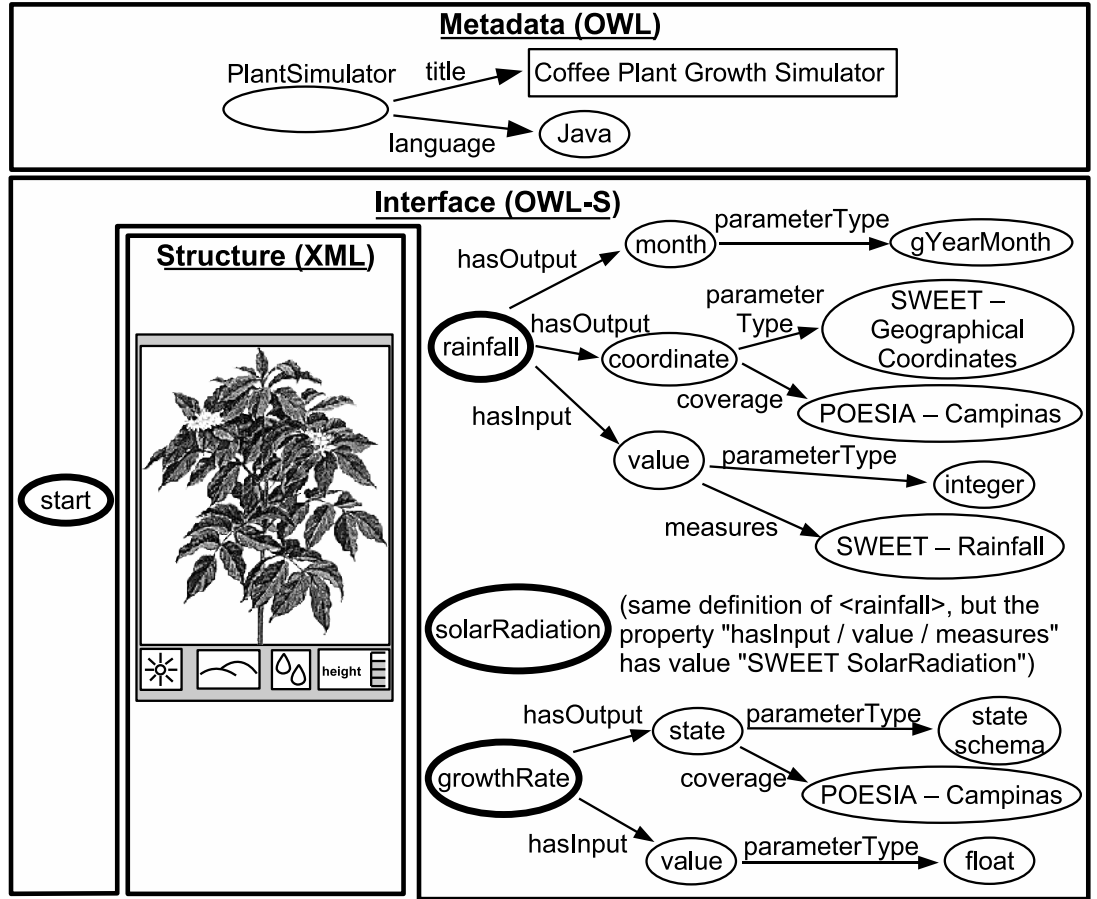 Metadata (OWL)
PlantSimulator
title
Coffee Plant Growth Simulator
language
Java
Interface (OWL-S)
Structure (XML)
start
height
rainfall
hasOutput
month
parameterType
gYearMonth
hasOutput
coordinate
parameter
Type
SWEET –
Geographical
Coordinates
coverage
POESIA – Campinas
hasInput
value
parameterType
integer
measures
SWEET – Rainfall
solarRadiation
(same definition of <rainfall>, but the
property "hasInput / value / measures"
has value "SWEET SolarRadiation")
growthRate
hasOutput
state
parameterType
state
schema
coverage
POESIA – Campinas
hasInput
value
parameterType
float